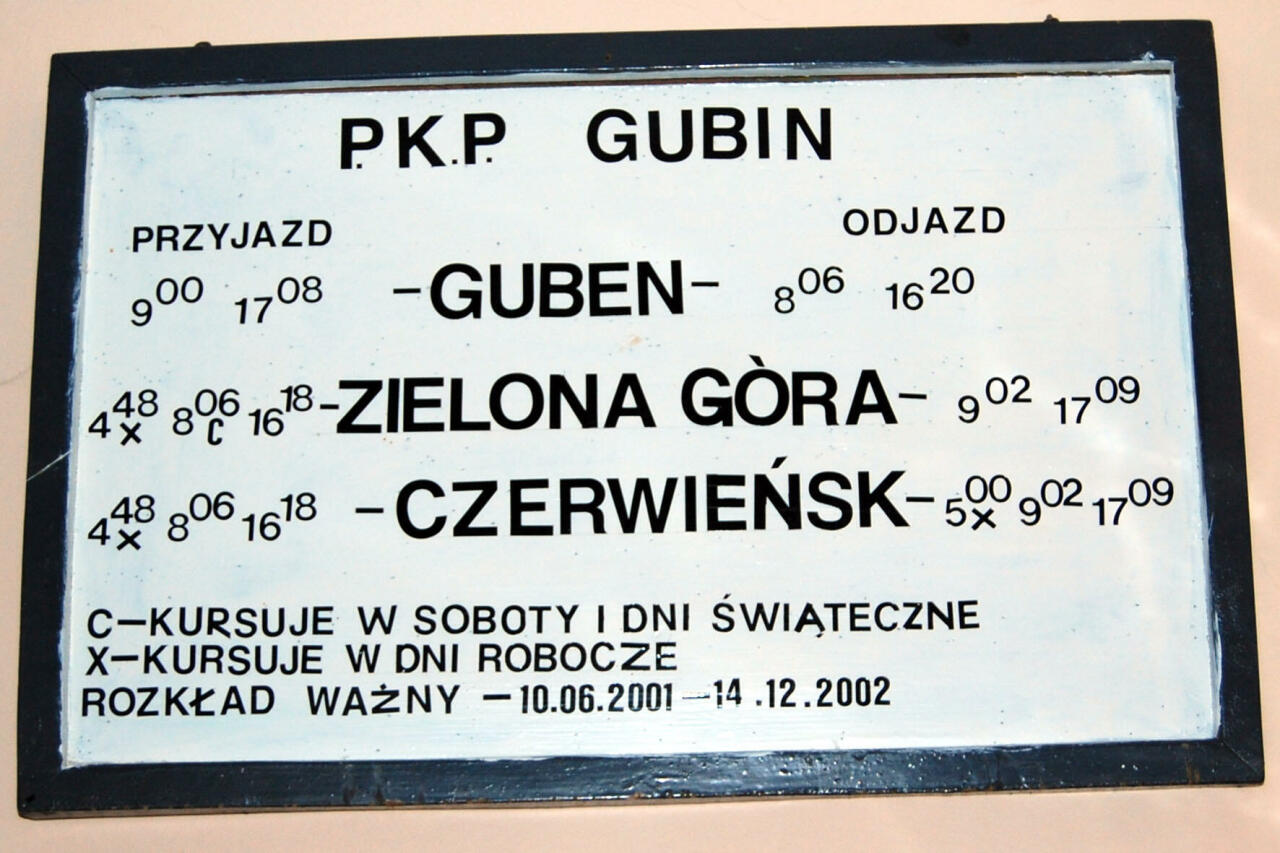 P.K.P. GUBIN
PRZYJAZD ODJAZD
9⁰⁰ 17⁰⁸ -GUBEN- 8⁰⁶ 16²⁰
4⁴⁸ₓ 8⁰⁶C 16¹⁸-ZIELONA GÒRA- 9⁰² 17⁰⁹
4⁴⁸ₓ 8⁰⁶ 16¹⁸ -CZERWIEŃSK- 5⁰⁰ₓ 9⁰² 17⁰⁹
C-KURSUJE W SOBOTY I DNI ŚWIĄTECZNE
X-KURSUJE W DNI ROBOCZE
ROZKŁAD WAŻNY -10.06.2001-14.12.2002